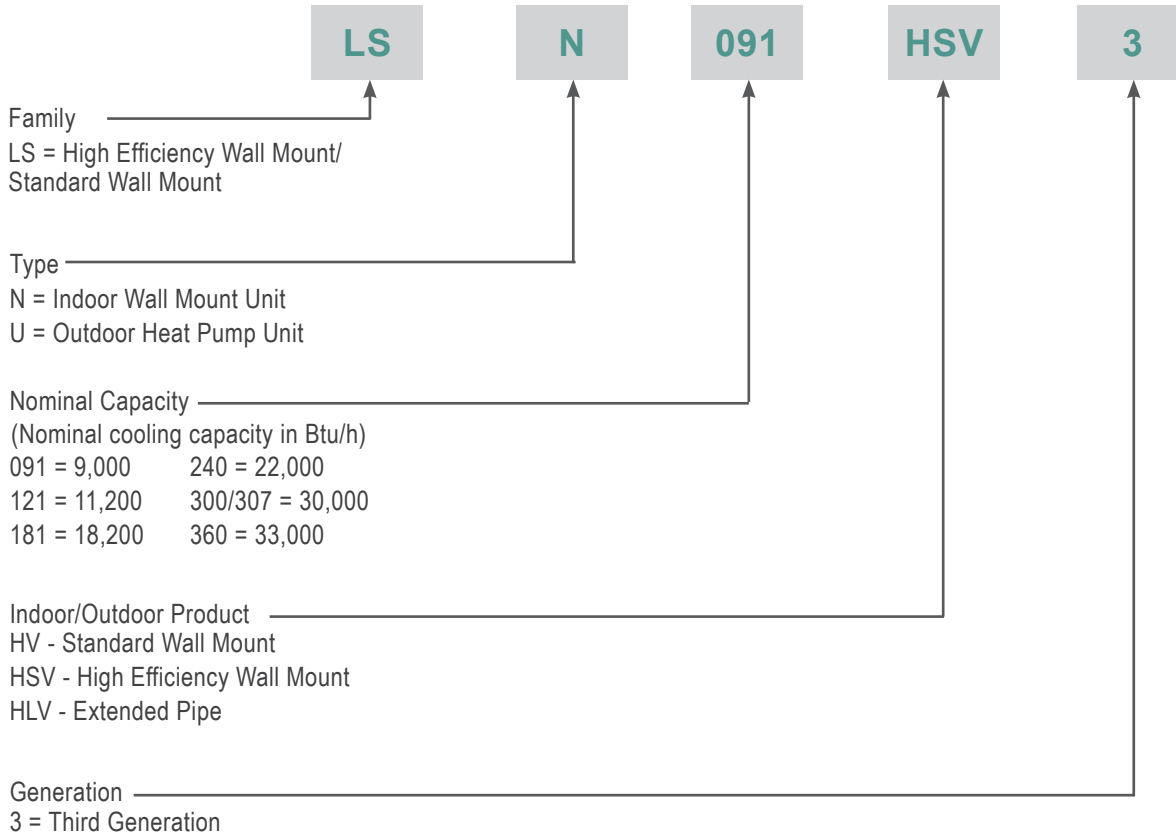 LS N 091 HSV 3
Family
LS = High Efficiency Wall Mount/
Standard Wall Mount
Type
N = Indoor Wall Mount Unit
U = Outdoor Heat Pump Unit
Nominal Capacity
(Nominal cooling capacity in Btu/h)
091 = 9,000 240 = 22,000
121 = 11,200 300/307 = 30,000
181 = 18,200 360 = 33,000
Indoor/Outdoor Product
HV - Standard Wall Mount
HSV - High Efficiency Wall Mount
HLV - Extended Pipe
Generation
3 = Third Generation